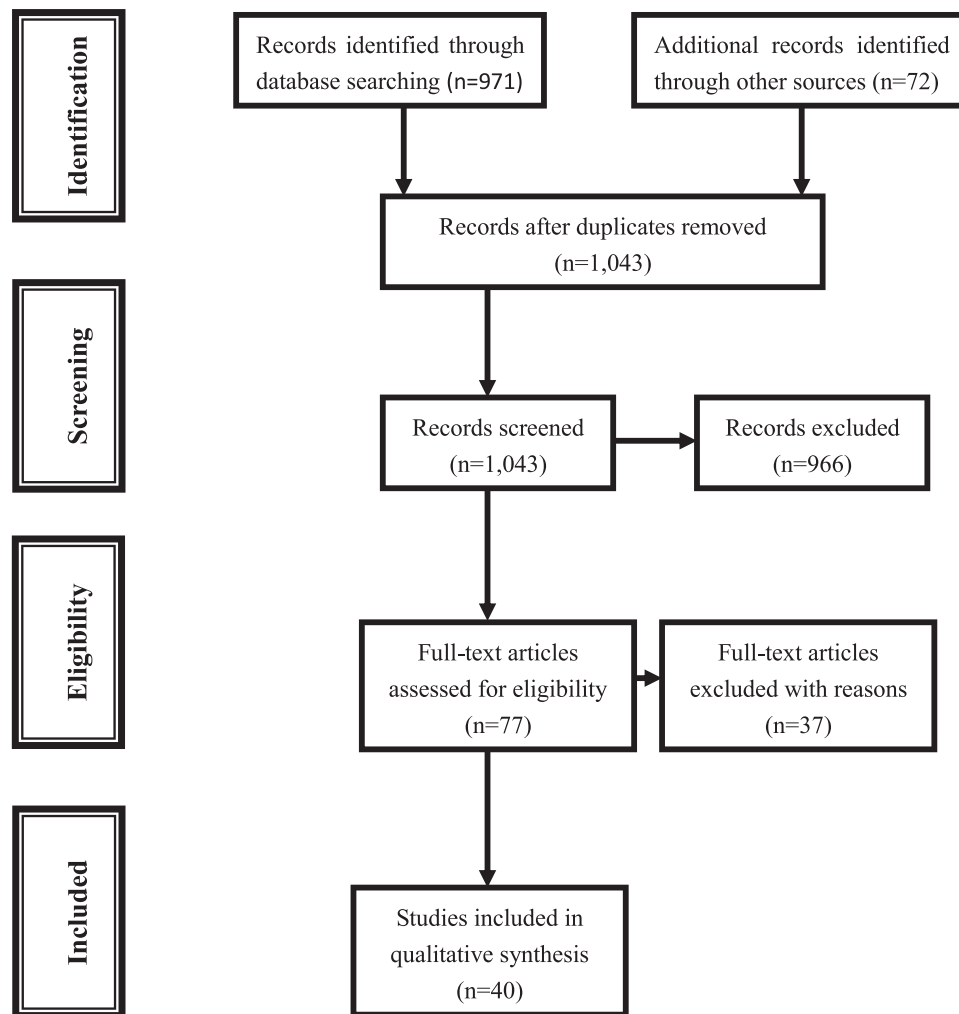 Identification
Records identified through
database searching (n=971)
Additional records identified
through other sources (n=72)
Records after duplicates removed
(n=1,043)
Screening
Records screened
(n=1,043)
Records excluded
(n=966)
Eligibility
Full-text articles
assessed for eligibility
(n=77)
Full-text articles
excluded with reasons
(n=37)
Included
Studies included in
qualitative synthesis
(n=40)